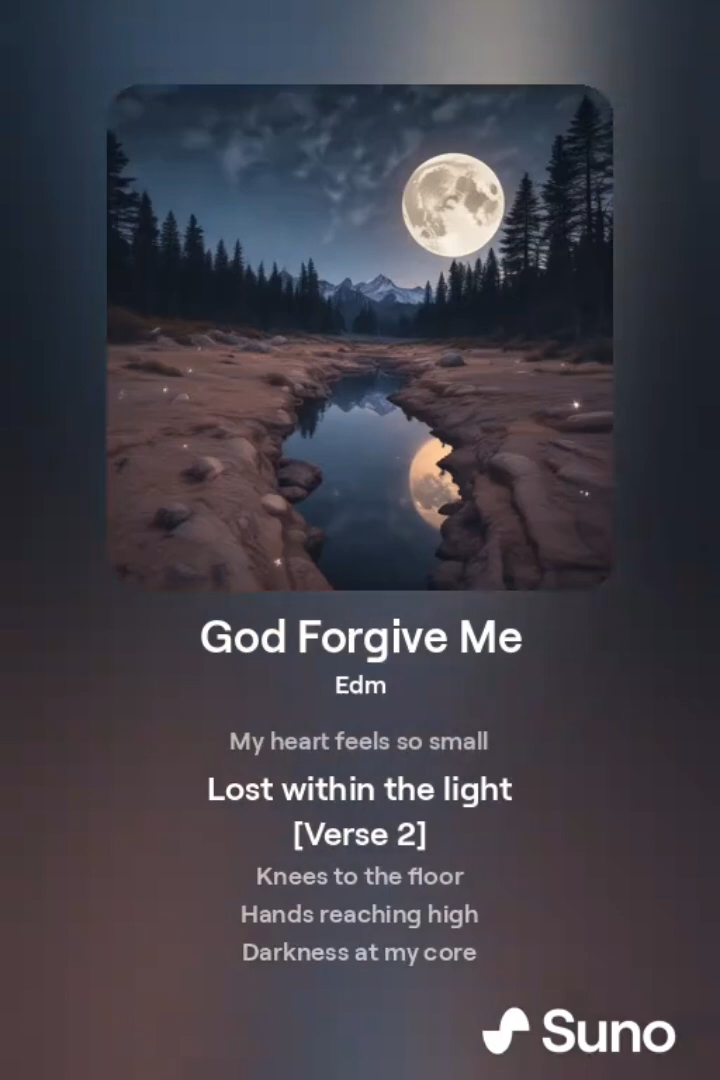 God Forgive Me
Edm
My heart feels so small
Lost within the light
[Verse 2]
Knees to the floor
Hands reaching high
Darkness at my core
Suno